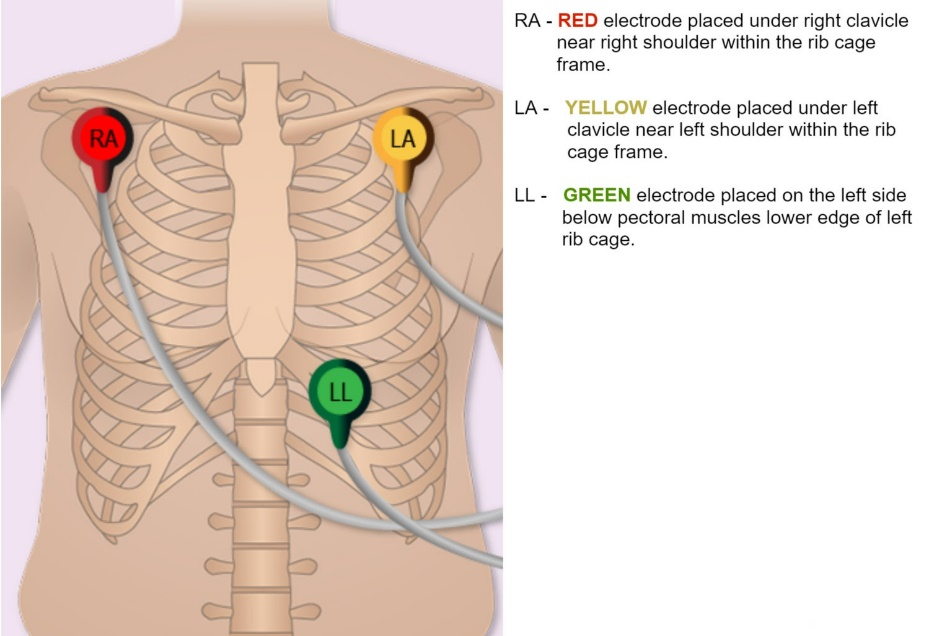 RA - RED electrode placed under right clavicle
near right shoulder within the rib cage
frame.
LA - YELLOW electrode placed under left
clavicle near left shoulder within the rib
cage frame.
LL - GREEN electrode placed on the left side
below pectoral muscles lower edge of left
rib cage.
RA
LA
LL